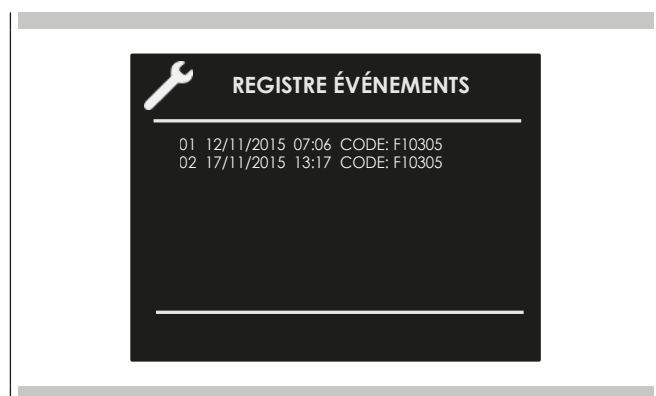 REGISTRE ÉVÉNEMENTS
01 12/11/2015 07:06 CODE: F10305
02 17/11/2015 13:17 CODE: F10305